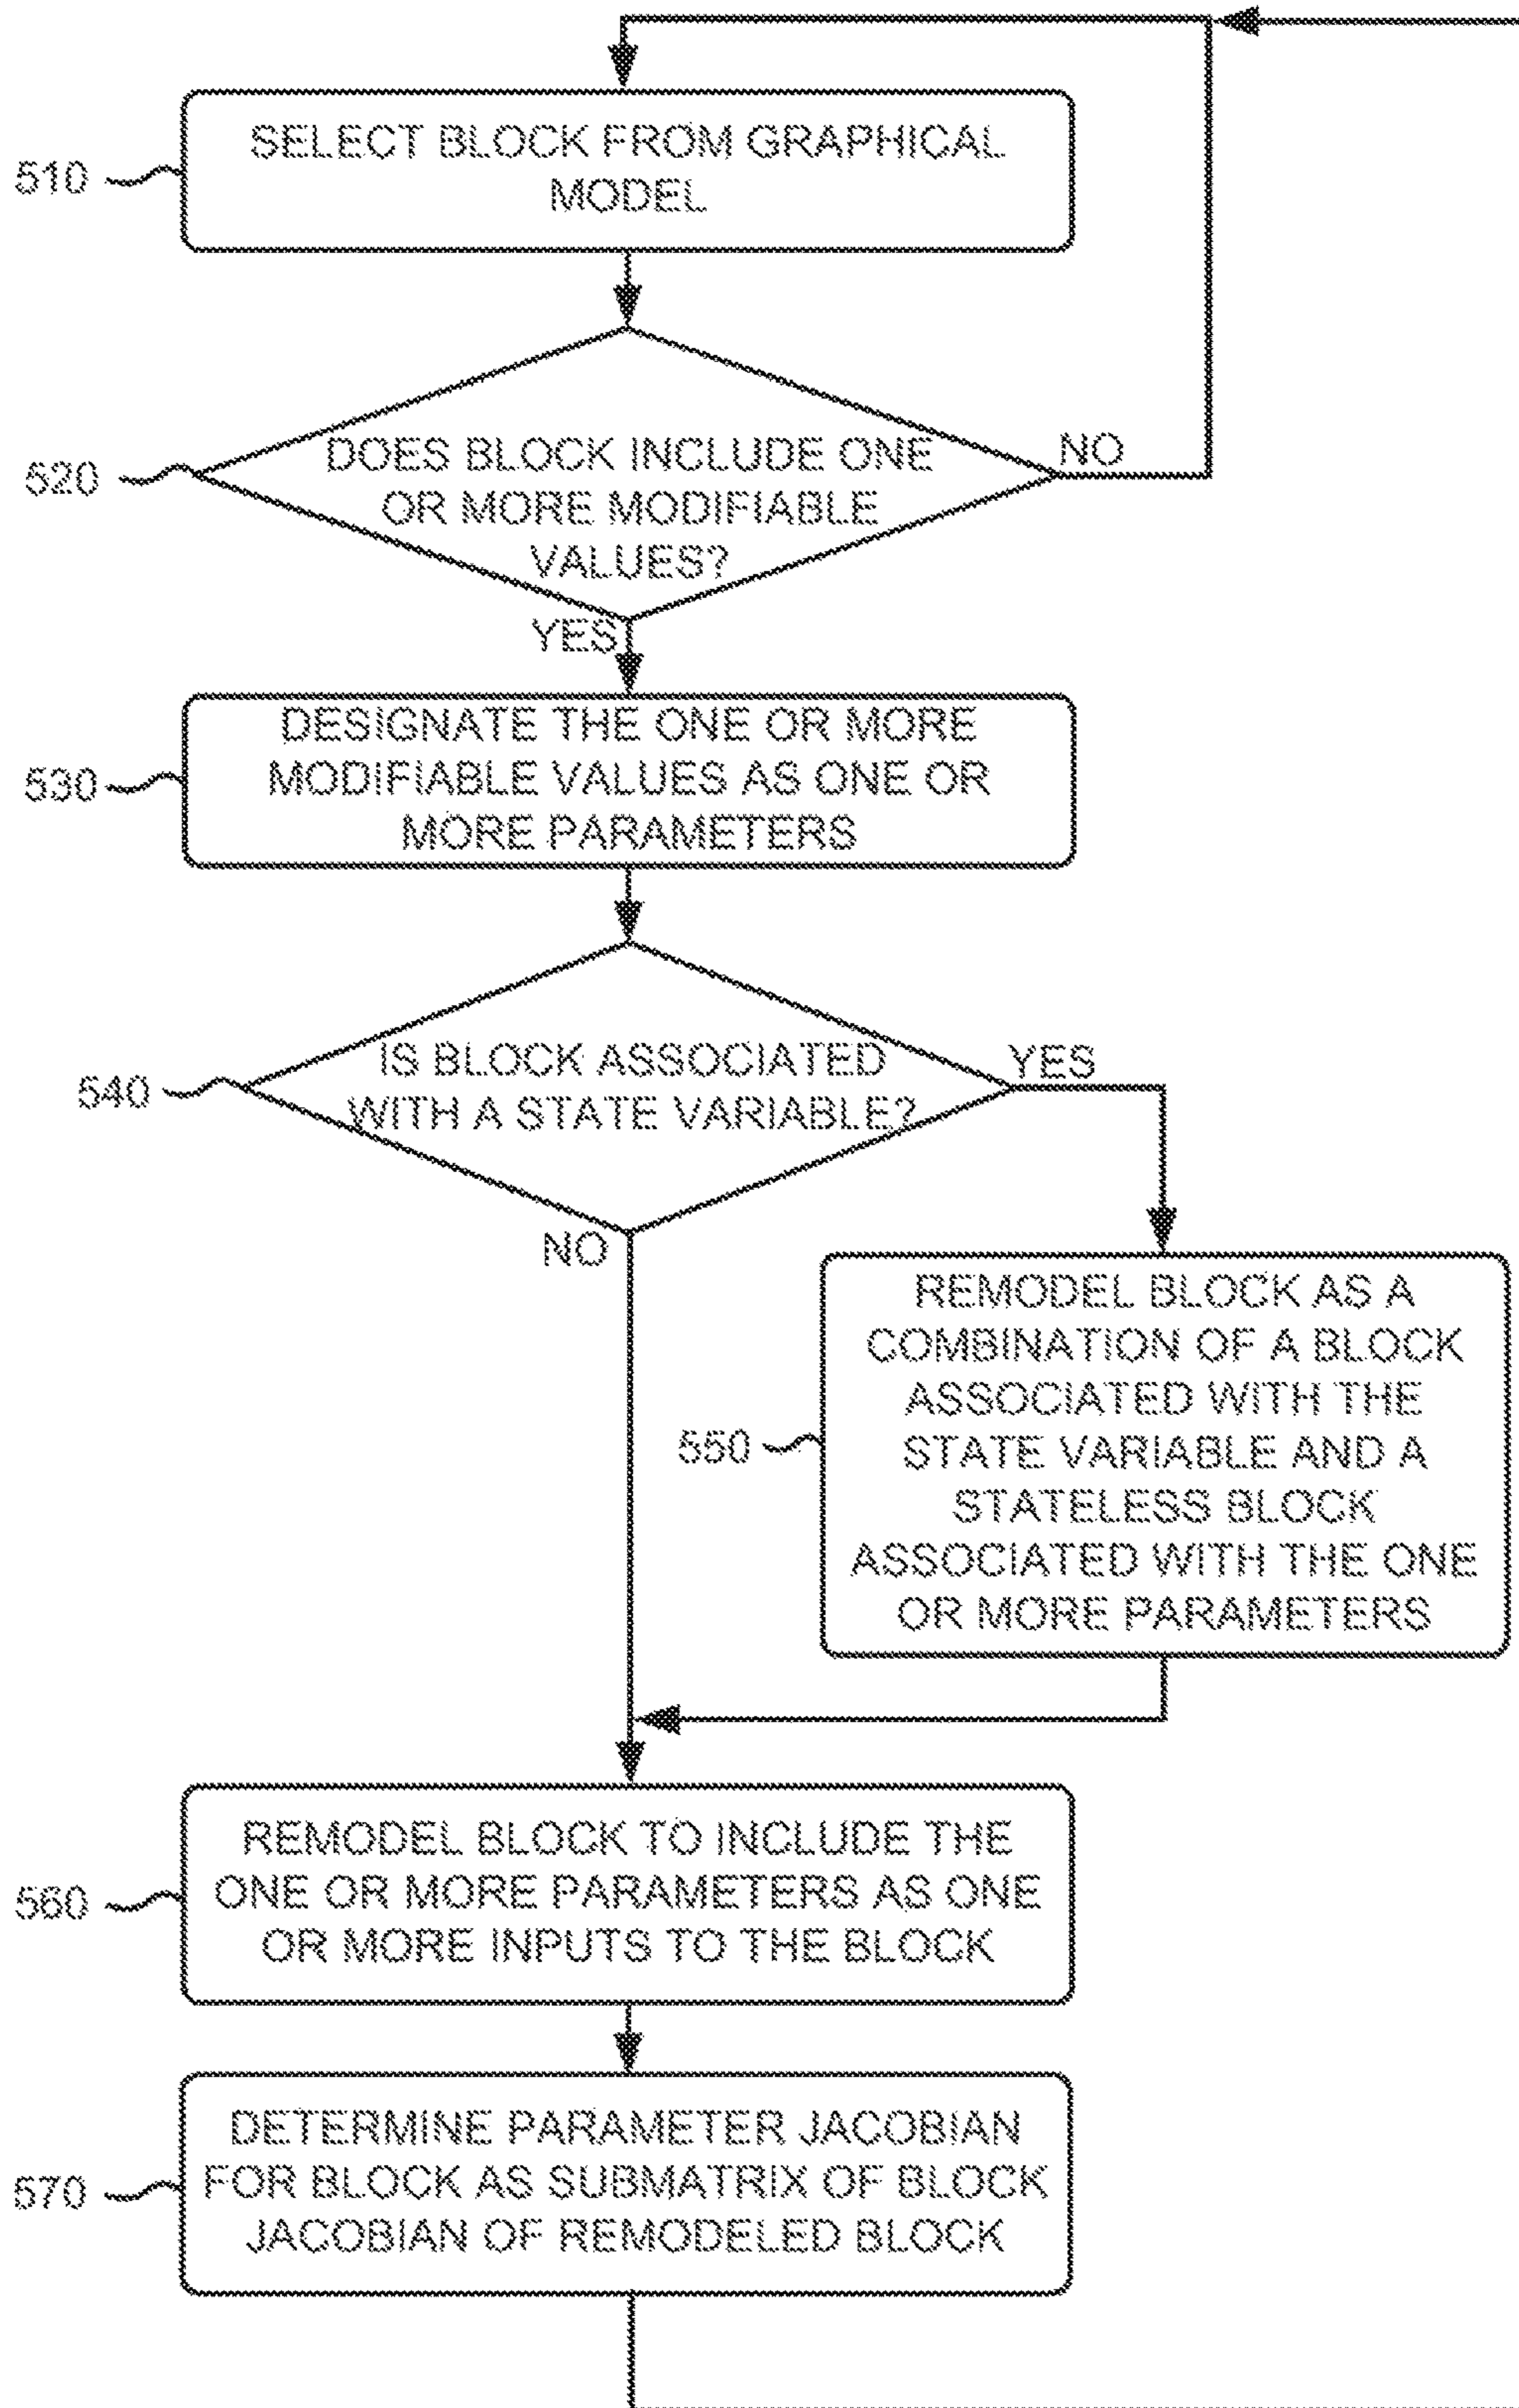 SELECT BLOCK FROM GRAPHICAL
MODEL
510
DOES BLOCK INCLUDE ONE
OR MORE MODIFIABLE
VALUES?
NO
520
YES
DESIGNATE THE ONE OR MORE
MODIFIABLE VALUES AS ONE OR
MORE PARAMETERS
530
IS BLOCK ASSOCIATED
WITH A STATE VARIABLE?
YES
540
NO
REMODEL BLOCK AS A
COMBINATION OF A BLOCK
ASSOCIATED WITH THE
STATE VARIABLE AND A
STATELESS BLOCK
ASSOCIATED WITH THE ONE
OR MORE PARAMETERS
550
REMODEL BLOCK TO INCLUDE THE
ONE OR MORE PARAMETERS AS ONE
OR MORE INPUTS TO THE BLOCK
560
DETERMINE PARAMETER JACOBIAN
FOR BLOCK AS SUBMATRIX OF BLOCK
JACOBIAN OF REMODELED BLOCK
570